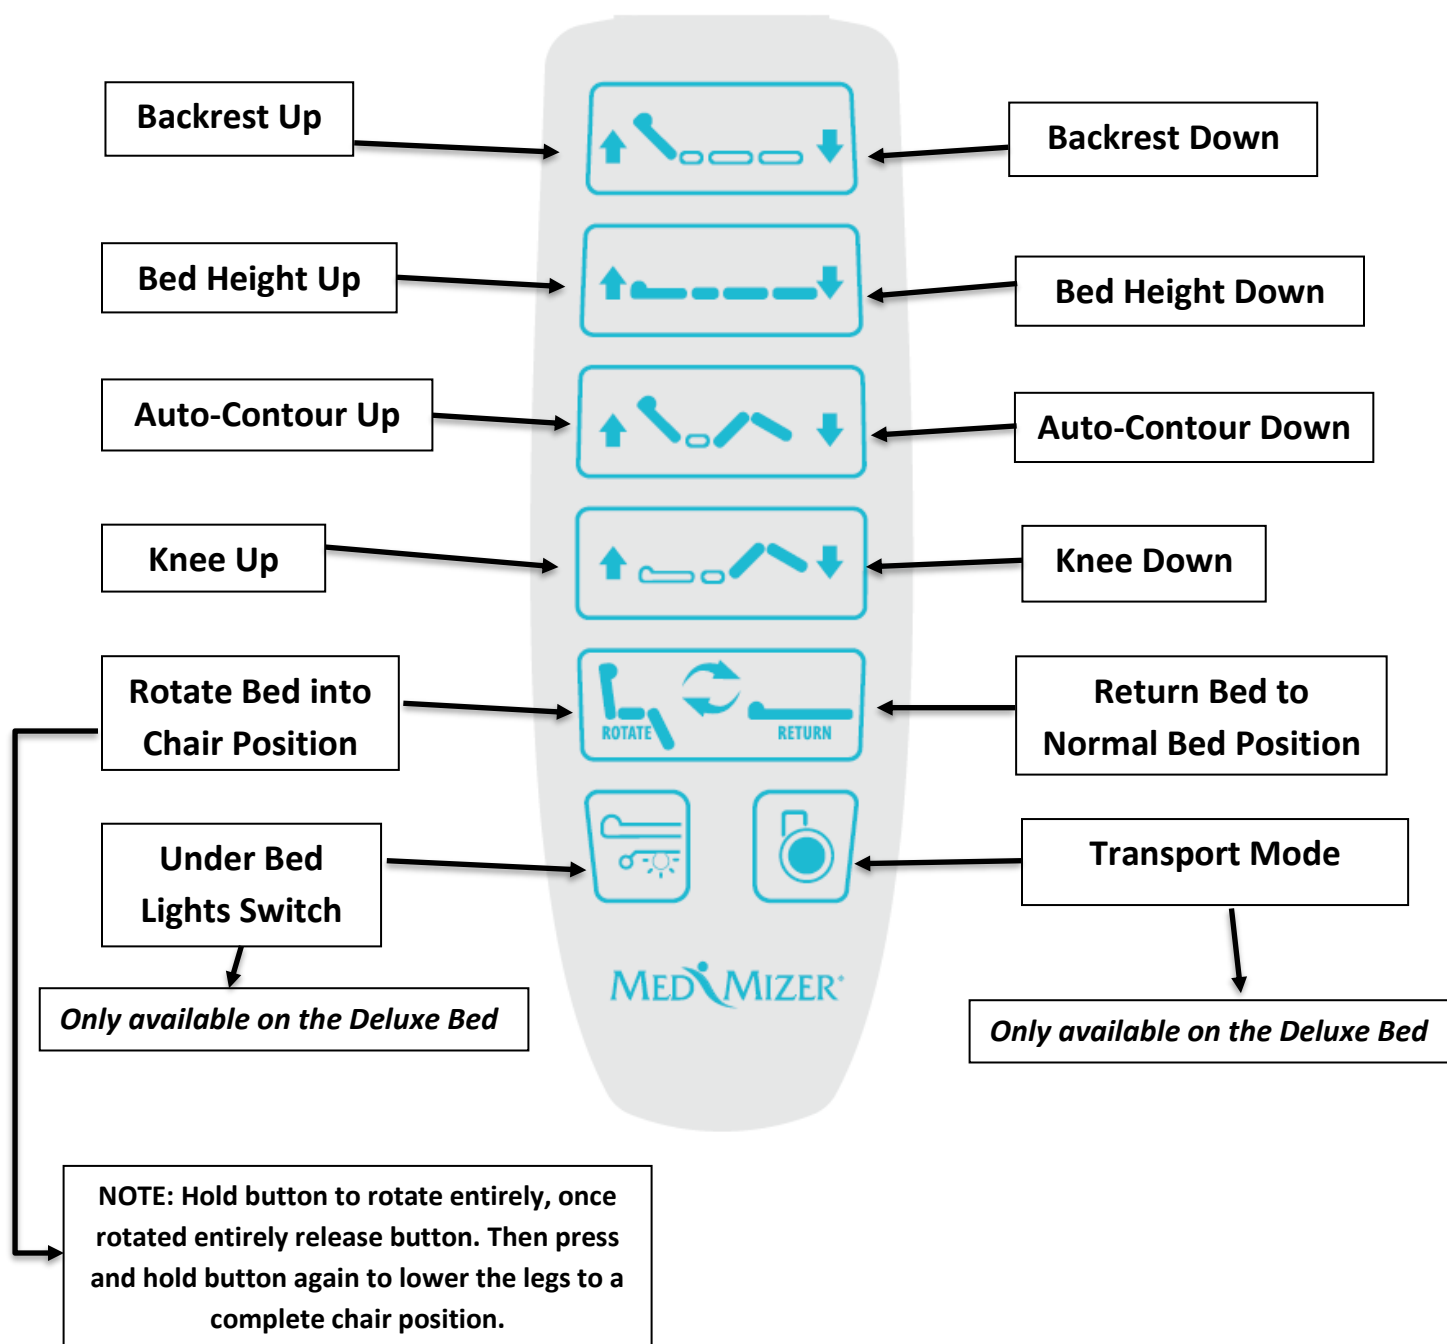 Backrest Up
Backrest Down
Bed Height Up
Bed Height Down
Auto-Contour Up
Auto-Contour Down
Knee Up
Knee Down
Rotate Bed into
Chair Position
ROTATE
RETURN
Return Bed to
Normal Bed Position
Under Bed
Lights Switch
Transport Mode
MEDMIZER®
Only available on the Deluxe Bed
Only available on the Deluxe Bed
NOTE: Hold button to rotate entirely, once
rotated entirely release button. Then press
and hold button again to lower the legs to a
complete chair position.